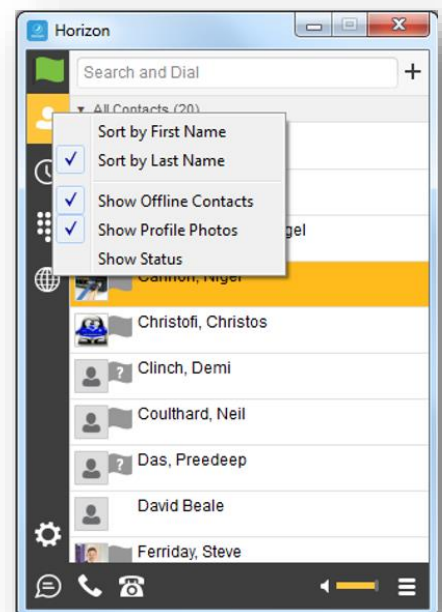 Horizon
Search and Dial
All Contacts (20)
Sort by First Name
Sort by Last Name
Show Offline Contacts
Show Profile Photos
gel
Show Status
Cannon, Nigel
Christofi, Christos
?
Clinch, Demi
Coulthard, Neil
?
Das, Preedeep
David Beale
Ferriday, Steve